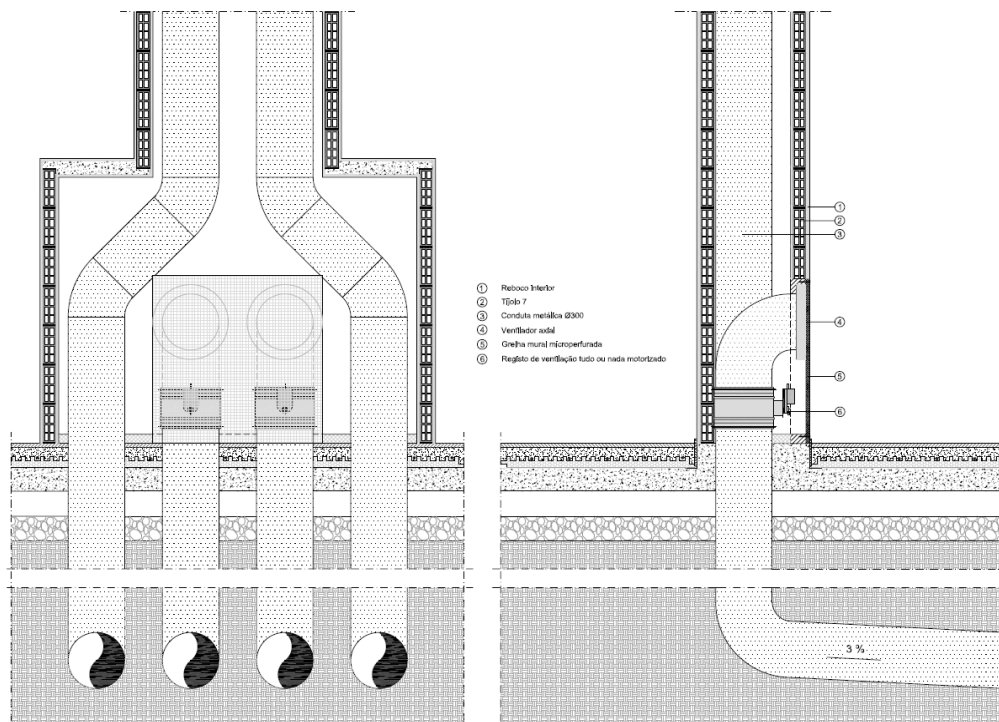 1 Reboco interior
2 Tijolo 7
3 Conduta metálica Ø300
4 Ventilador axial
5 Grelha mural microperfurada
6 Registo de ventilação tudo ou nada motorizado
1
2
3
4
5
6
3 %